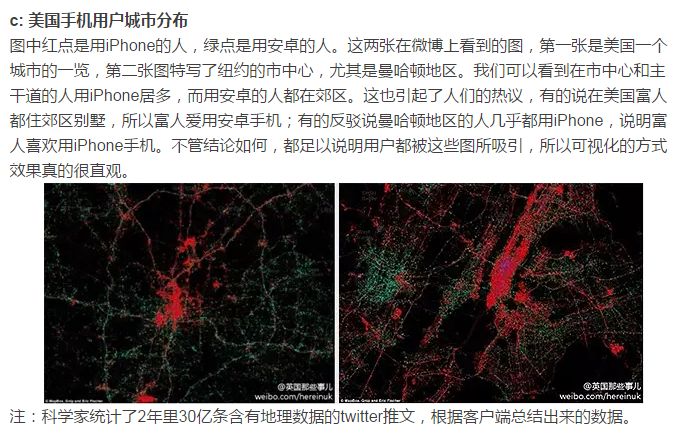 c: 美国手机用户城市分布
图中红点是用iPhone的人，绿点是用安卓的人。这两张在微博上看到的图，第一张是美国一个
城市的一览，第二张图特写了纽约的市中心，尤其是曼哈顿地区。我们可以看到在市中心和主
干道的人用iPhone居多，而用安卓的人都在郊区。这也引起了人们的热议，有的说在美国富人
都住郊区别墅，所以富人爱用安卓手机；有的反驳说曼哈顿地区的人几乎都用iPhone，说明富
人喜欢用iPhone手机。不管结论如何，都足以说明用户都被这些图所吸引，所以可视化的方式
效果真的很直观。
@英国那些事儿
weibo.com/hereinuk
© MapBox, Gnip and Eric Fischer
@英国那些事儿
weibo.com/hereinuk
© MapBox, Gnip and Eric Fischer
注：科学家统计了2年里30亿条含有地理数据的twitter推文，根据客户端总结出来的数据。